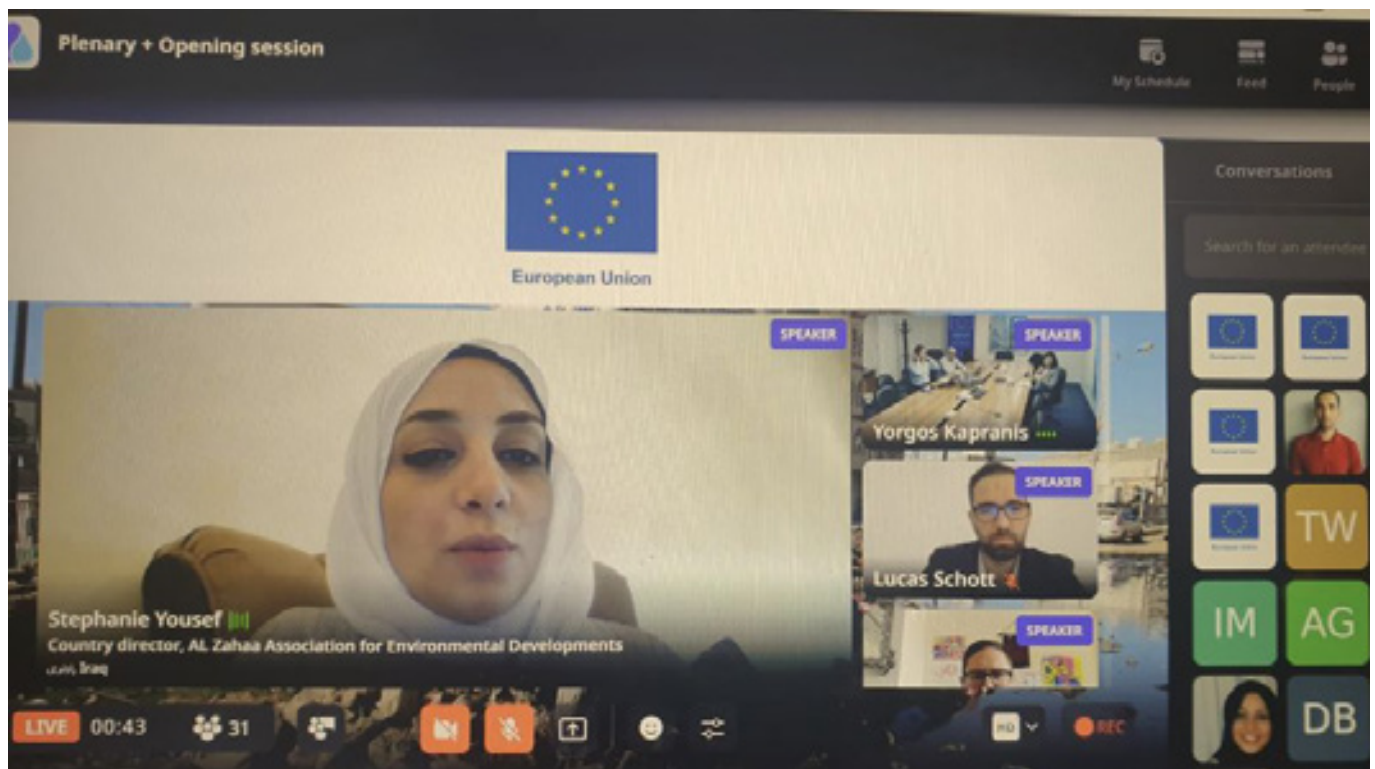 Plenary + Opening session
My Schedule
Feed
People
Conversations
Search for an attendee
European Union
SPEAKER
SPEAKER
Yorgos Kapranis
SPEAKER
Lucas Schott
SPEAKER
Stephanie Yousef
Country director, AL Zahaa Association for Environmental Developments
Iraq
TW
IM
AG
DB
LIVE
00:43
31
HD
REC